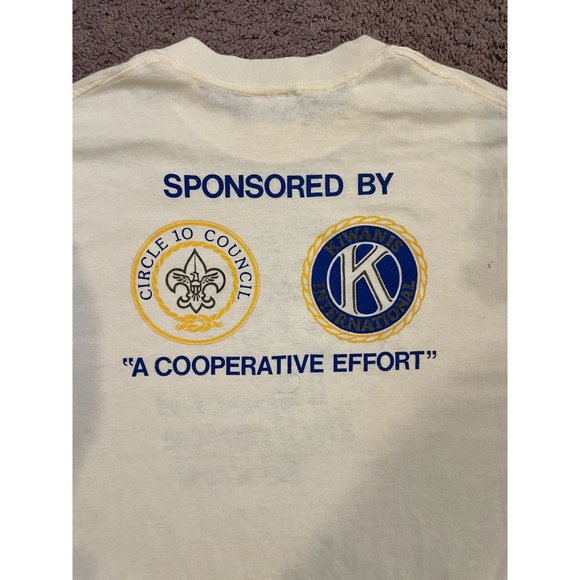 SPONSORED BY
CIRCLE 10 COUNCIL
KIWANIS
K
INTERNATIONAL
"A COOPERATIVE EFFORT"